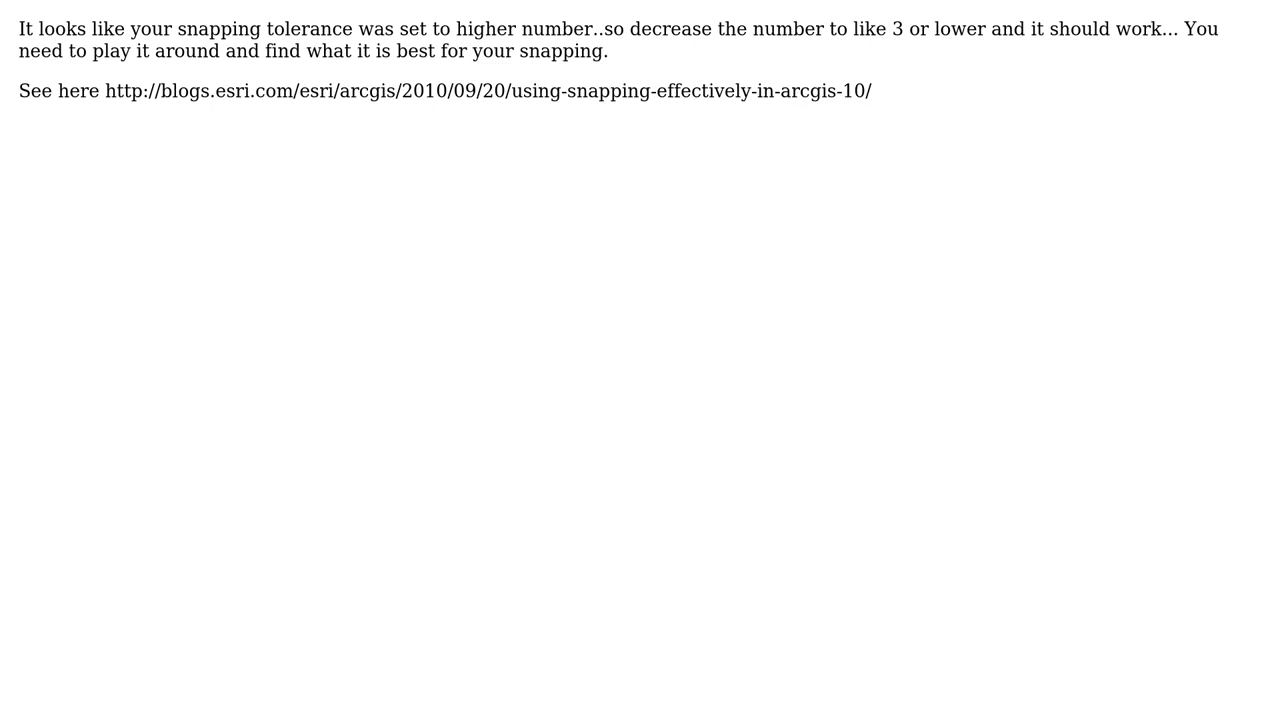 It looks like your snapping tolerance was set to higher number..so decrease the number to like 3 or lower and it should work... You
need to play it around and find what it is best for your snapping.
See here http://blogs.esri.com/esri/arcgis/2010/09/20/using-snapping-effectively-in-arcgis-10/